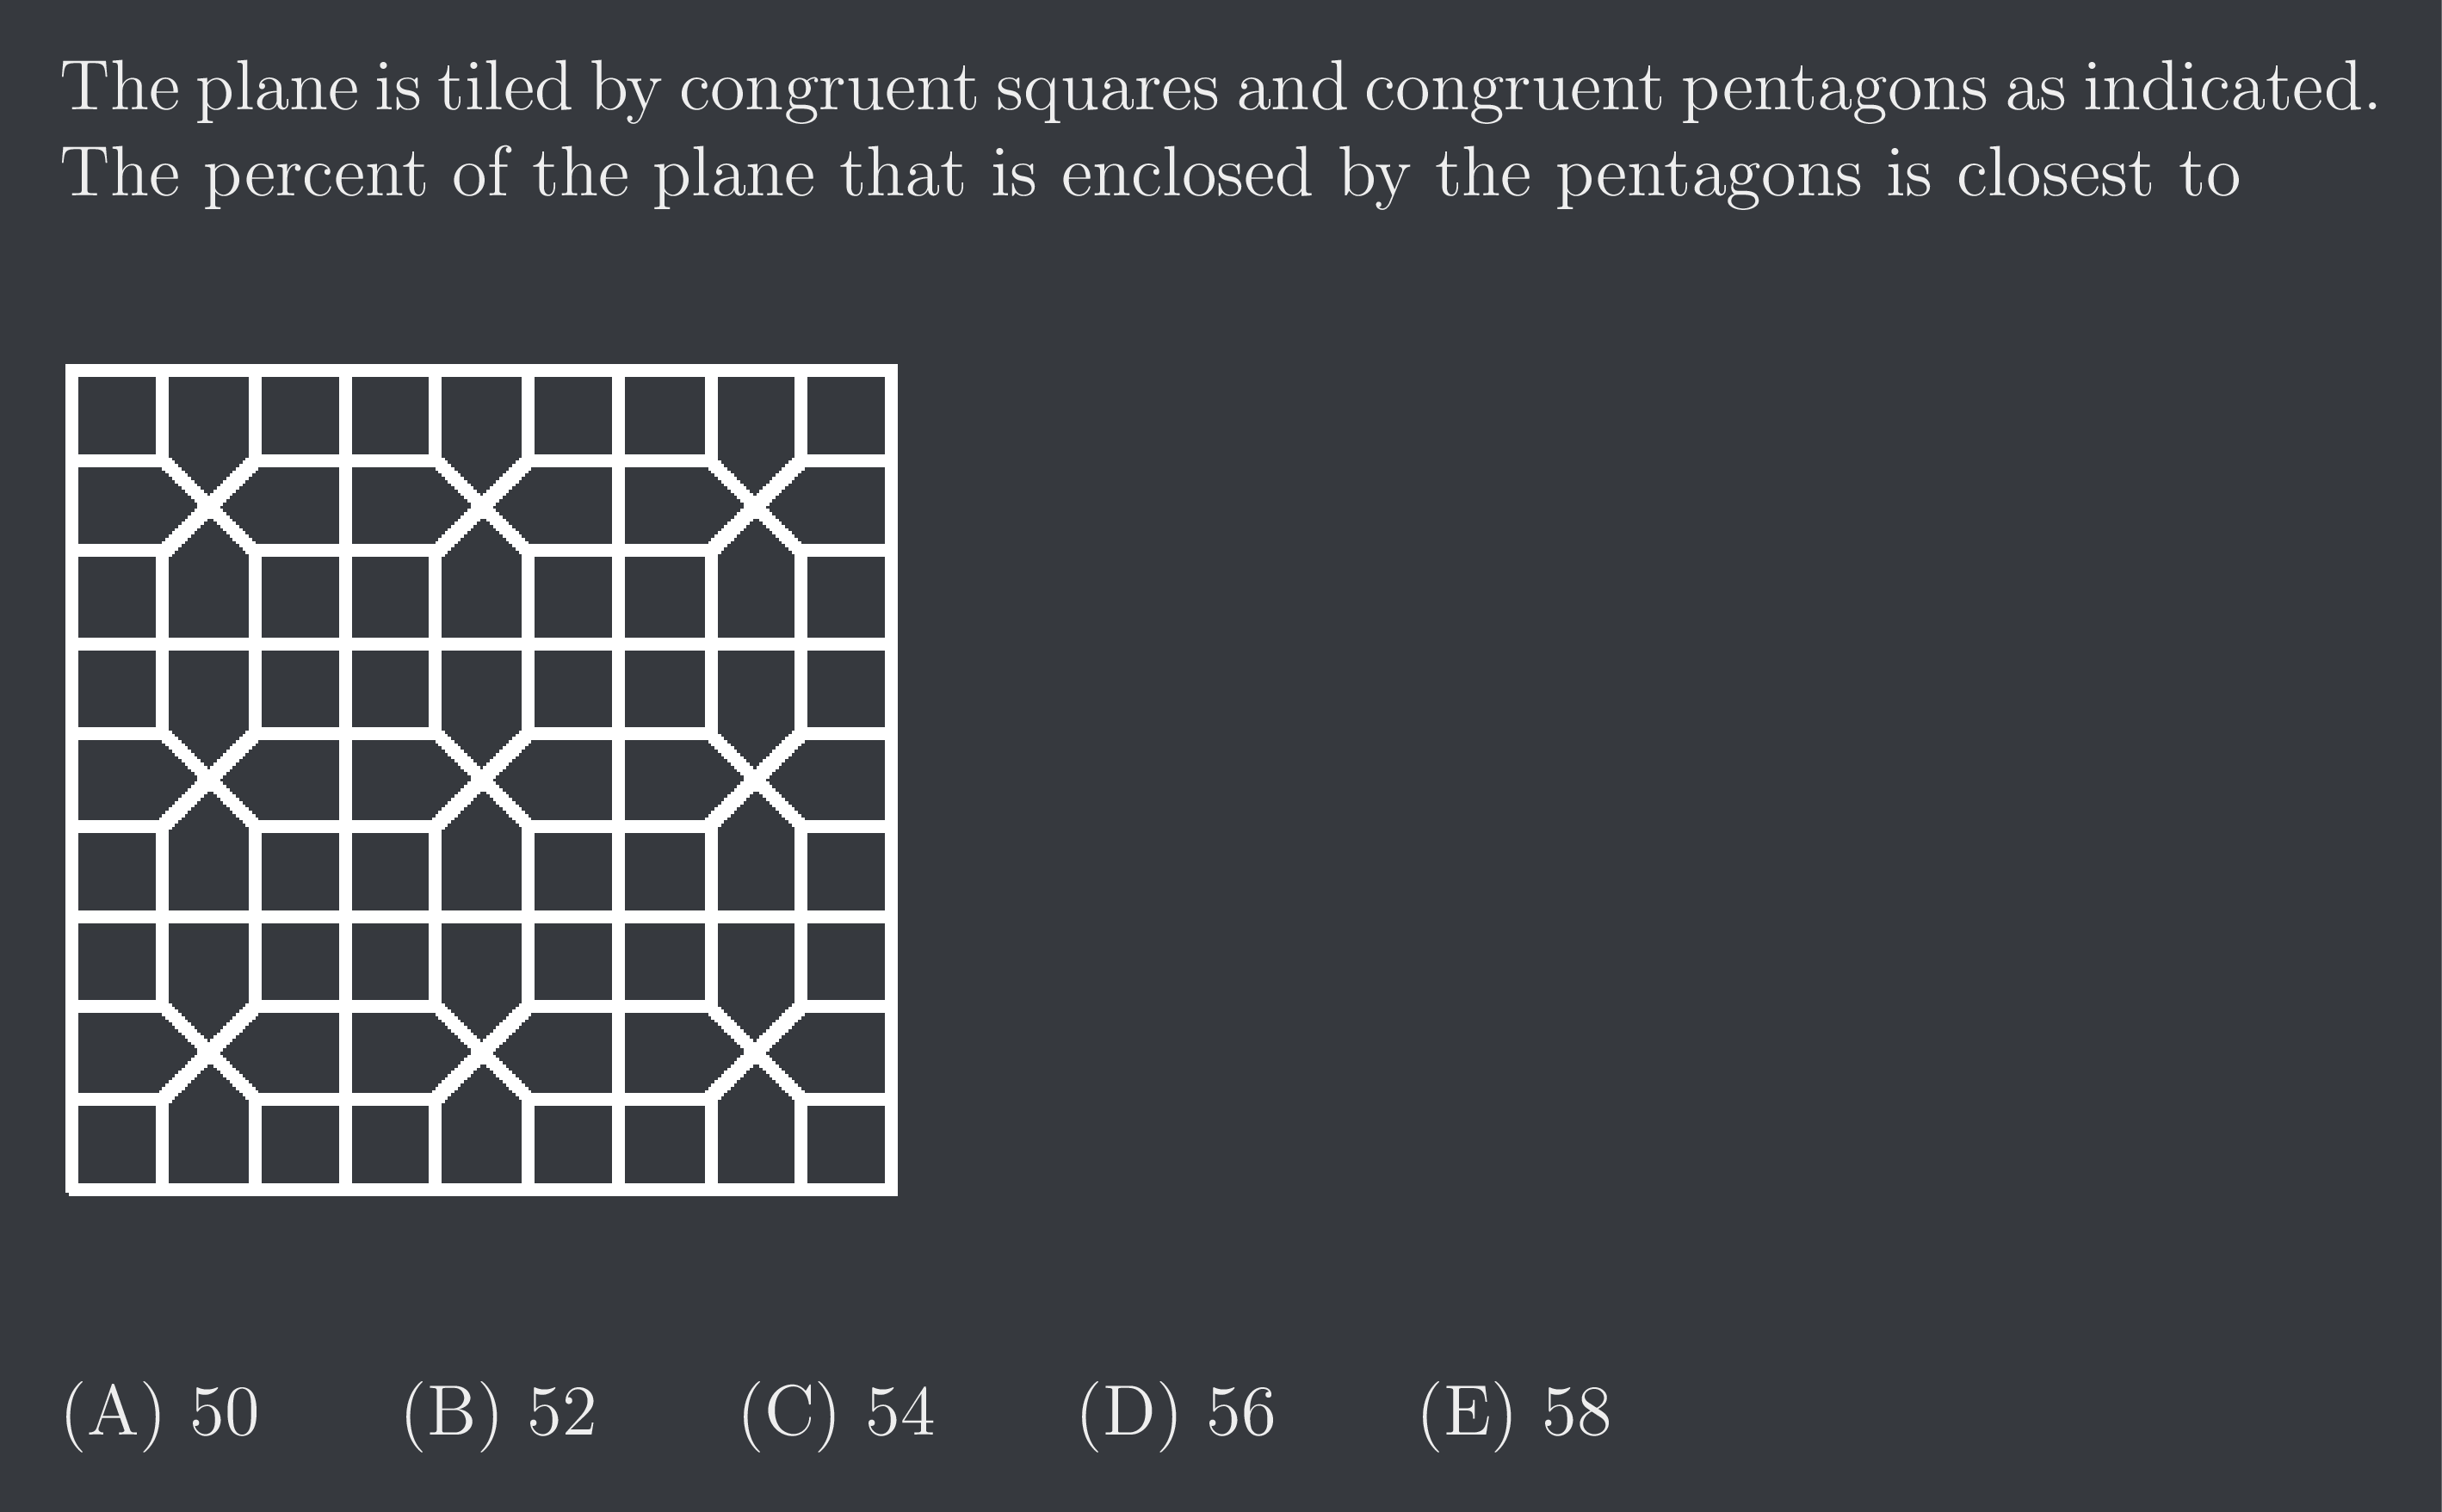 The plane is tiled by congruent squares and congruent pentagons as indicated.
The percent of the plane that is enclosed by the pentagons is closest to
(A) 50 (B) 52 (C) 54 (D) 56 (E) 58